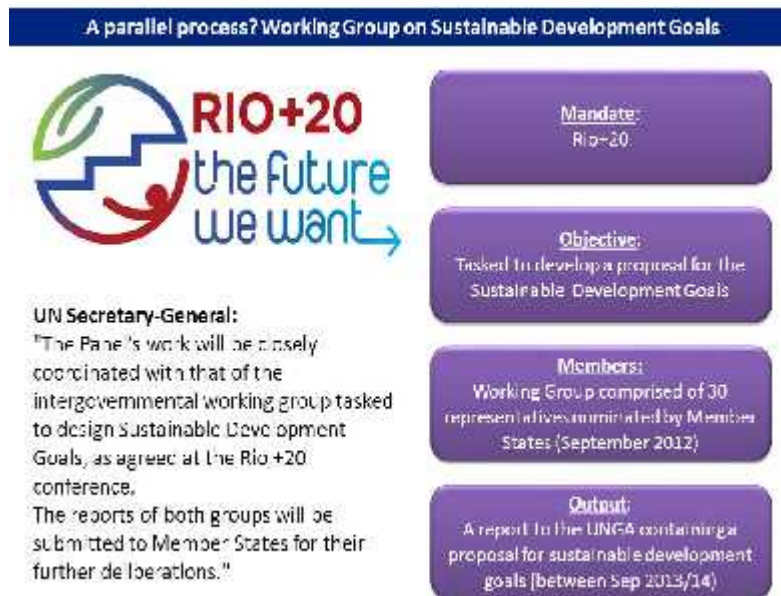 A parallel process? Working Group on Sustainable Development Goals
RIO+20
the future
we want
UN Secretary-General:
"The Panel's work will be closely
coordinated with that of the
intergovernmental working group tasked
to design Sustainable Development
Goals, as agreed at the Rio +20
conference.
The reports of both groups will be
submitted to Member States for their
further deliberations."
Mandate:
Rio+20
Objective:
Tasked to develop a proposal for the
Sustainable Development Goals
Members:
Working Group comprised of 30
representatives nominated by Member
States (September 2012)
Output:
A report to the UNGA containing a
proposal for sustainable development
goals (between Sep 2013/14)